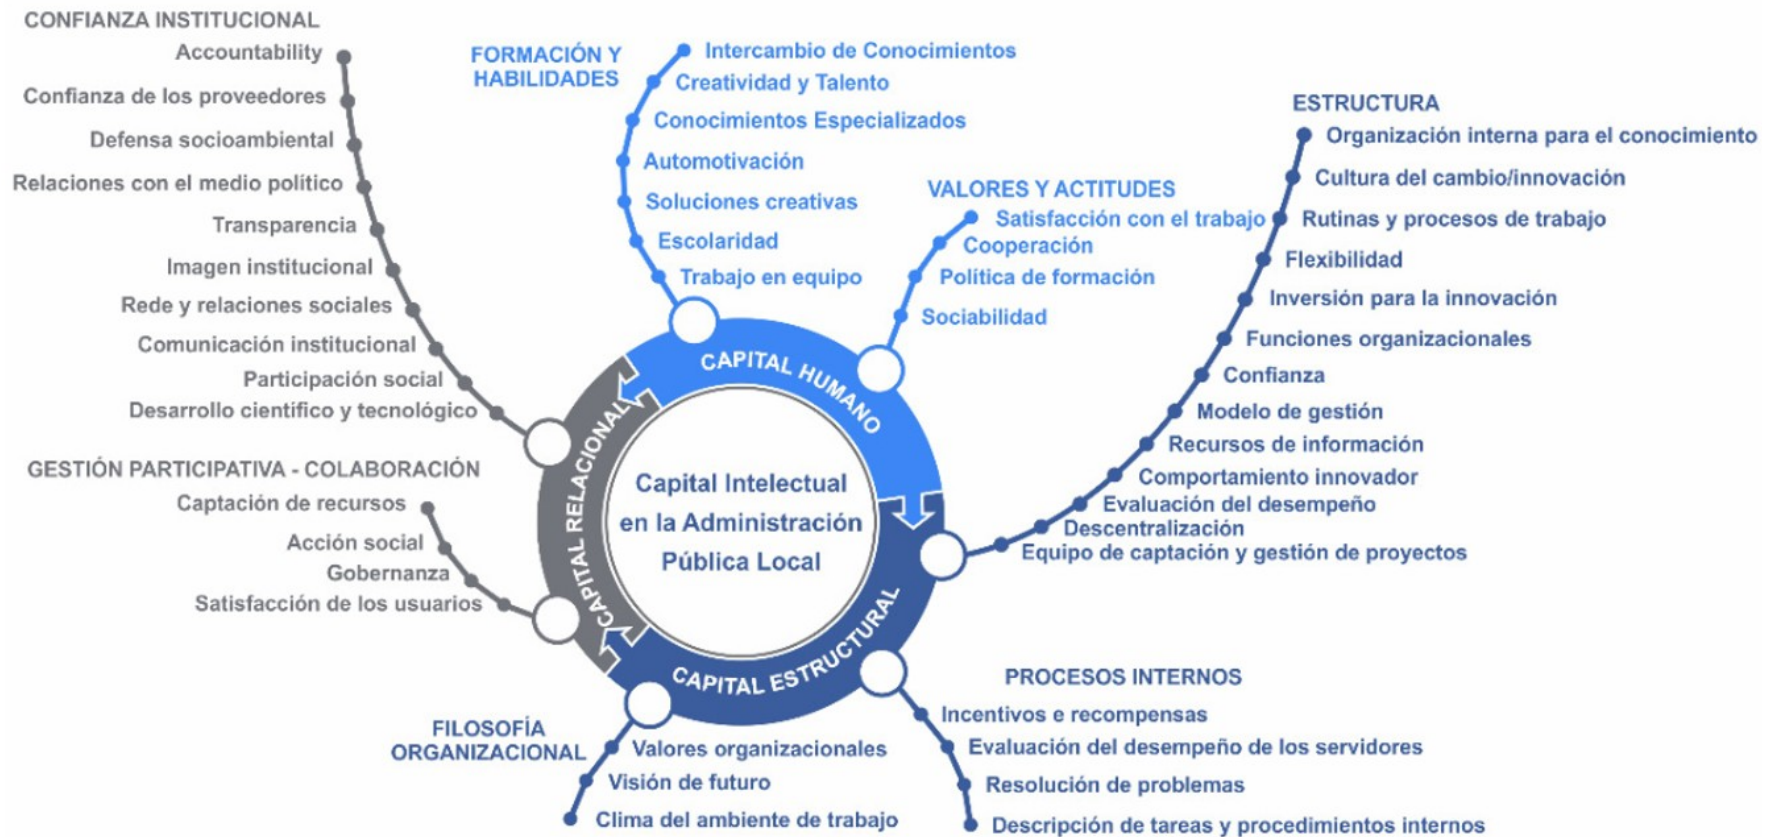 CONFIANZA INSTITUCIONAL
Accountability
Confianza de los proveedores
Defensa socioambiental
Relaciones con el medio político
Transparencia
Imagen institucional
Rede y relaciones sociales
Comunicación institucional
Participación social
Desarrollo científico y tecnológico
GESTIÓN PARTICIPATIVA - COLABORACIÓN
Captación de recursos
Acción social
Gobernanza
Satisfacción de los usuarios
FORMACIÓN Y
HABILIDADES
Intercambio de Conocimientos
Creatividad y Talento
Conocimientos Especializados
Automotivación
Soluciones creativas
Escolaridad
Trabajo en equipo
VALORES Y ACTITUDES
Satisfacción con el trabajo
Cooperación
Política de formación
Sociabilidad
ESTRUCTURA
Organización interna para el conocimiento
Cultura del cambio/innovación
Rutinas y procesos de trabajo
Flexibilidad
Inversión para la innovación
Funciones organizacionales
Confianza
Modelo de gestión
Recursos de información
Comportamiento innovador
Evaluación del desempeño
Descentralización
Equipo de captación y gestión de proyectos
CAPITAL HUMANO
CAPITAL RELACIONAL
CAPITAL ESTRUCTURAL
Capital Intelectual
en la Administración
Pública Local
FILOSOFÍA
ORGANIZACIONAL
Valores organizacionales
Visión de futuro
Clima del ambiente de trabajo
PROCESOS INTERNOS
Incentivos e recompensas
Evaluación del desempeño de los servidores
Resolución de problemas
Descripción de tareas y procedimientos internos